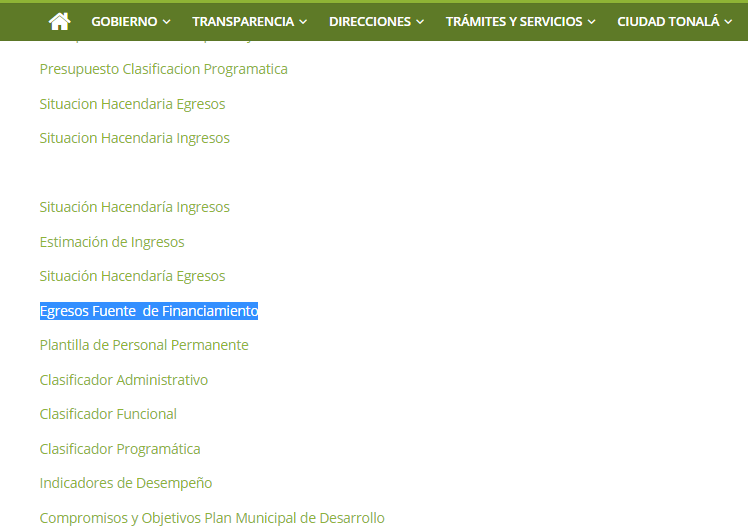 GOBIERNO TRANSPARENCIA DIRECCIONES TRÁMITES Y SERVICIOS CIUDAD TONALÁ
Presupuesto Clasificacion Programatica
Situacion Hacendaria Egresos
Situacion Hacendaria Ingresos
Situación Hacendaría Ingresos
Estimación de Ingresos
Situación Hacendaría Egresos
Egresos Fuente  de Financiamiento
Plantilla de Personal Permanente
Clasificador Administrativo
Clasificador Funcional
Clasificador Programática
Indicadores de Desempeño
Compromisos y Objetivos Plan Municipal de Desarrollo